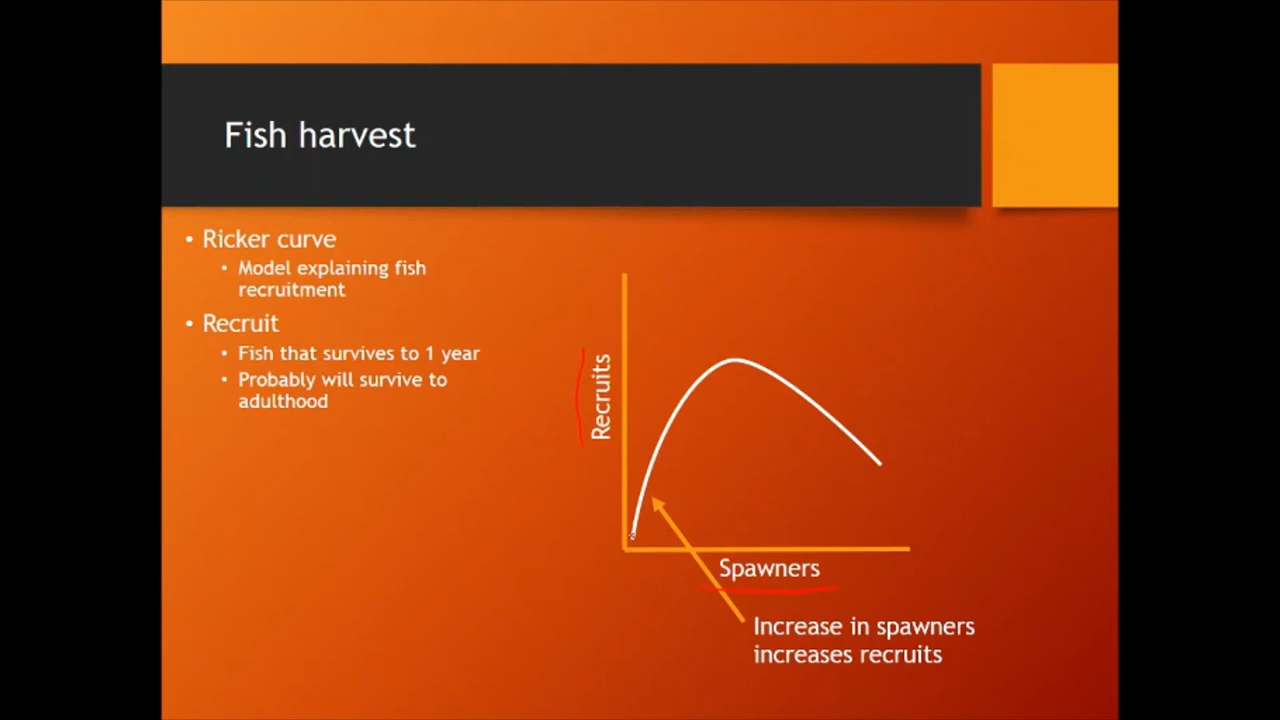 Fish harvest
• Ricker curve
• Model explaining fish
recruitment
• Recruit
• Fish that survives to 1 year
• Probably will survive to
adulthood
Recruits
Spawners
Increase in spawners
increases recruits